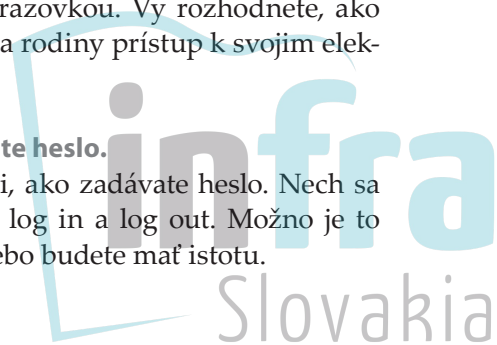 razovkou. Vy rozhodnete, ako
a rodiny prístup k svojim elek-
te heslo.
i, ako zadávate heslo. Nech sa
log in a log out. Možno je to
ebo budete mať istotu.
infra
Slovakia